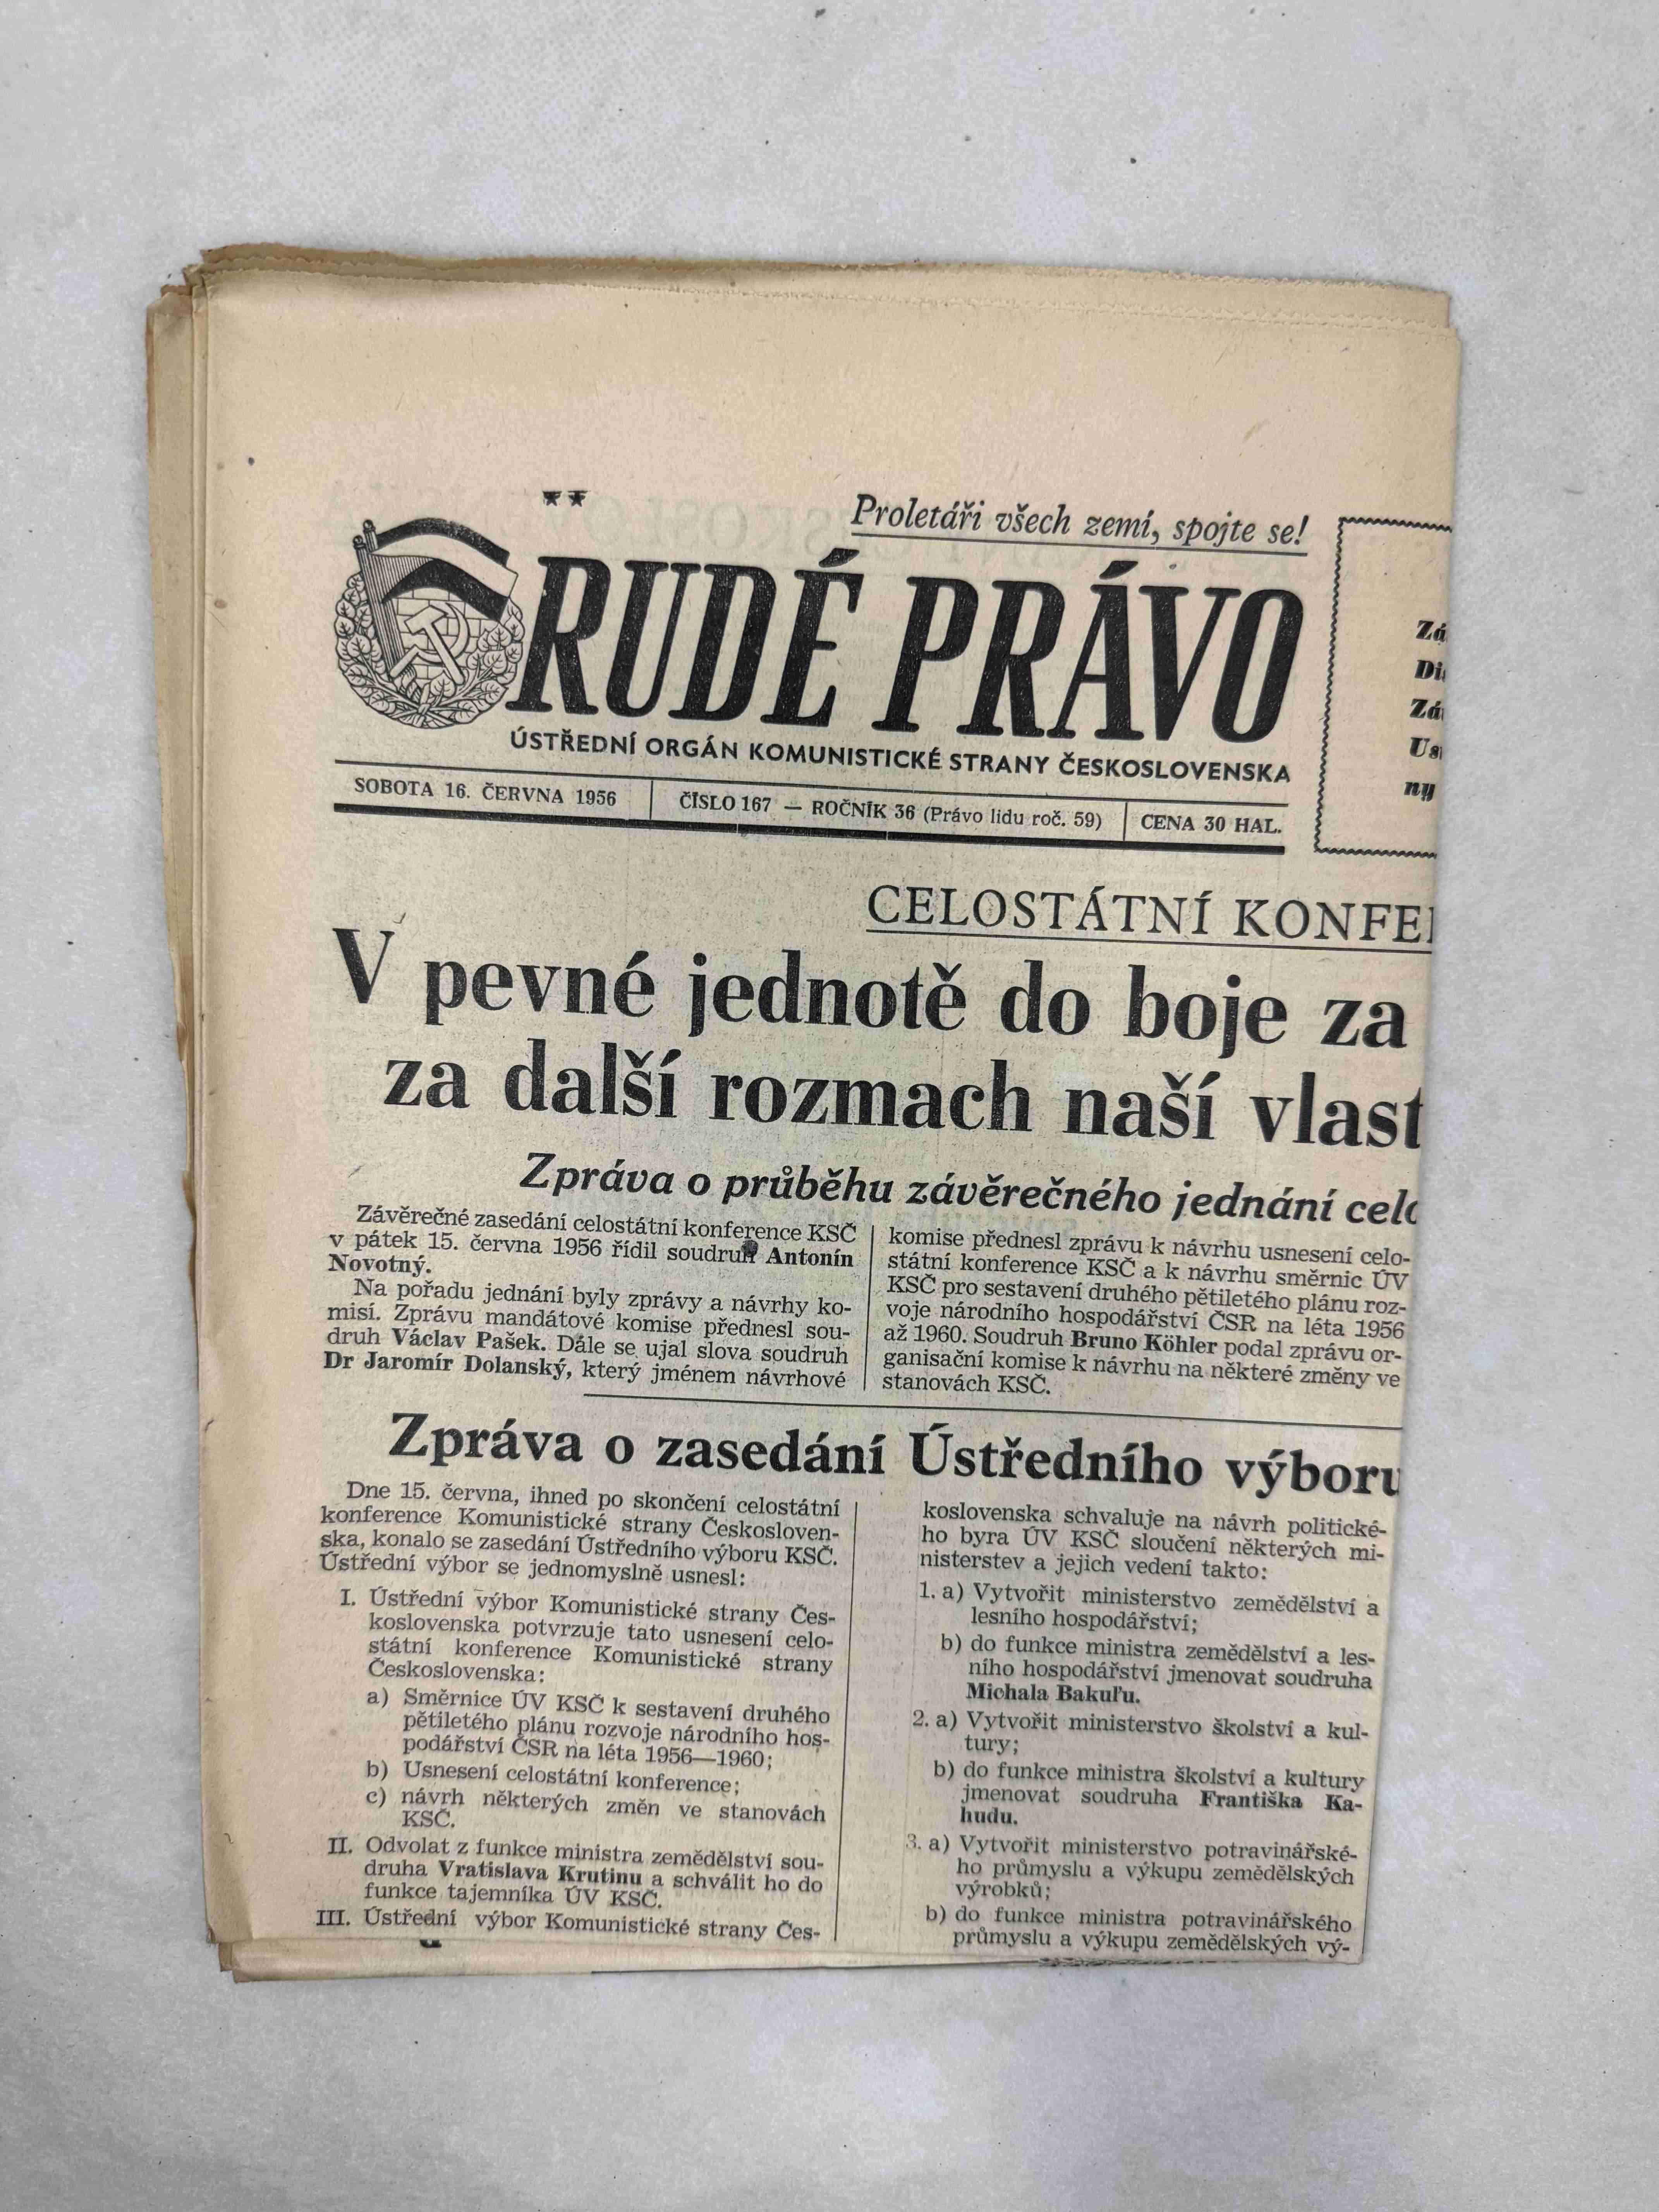 Proletáři všech zemí, spojte se!
RUDÉ PRÁVO
ÚSTŘEDNÍ ORGÁN KOMUNISTICKÉ STRANY ČESKOSLOVENSKA
SOBOTA 16. ČERVNA 1956
ČÍSLO 167 — ROČNÍK 36 (Právo lidu roč. 59)
CENA 30 HAL.
Zá
Di
Zá
Us
ny
CELOSTÁTNÍ KONFE
V pevné jednotě do boje za
za další rozmach naší vlast
Zpráva o průběhu závěrečného jednání celo
Závěrečné zasedání celostátní konference KSČ
v pátek 15. června 1956 řídil soudruh Antonín
Novotný.
Na pořadu jednání byly zprávy a návrhy ko-
misí. Zprávu mandátové komise přednesl sou-
druh Václav Pašek. Dále se ujal slova soudruh
Dr Jaromír Dolanský, který jménem návrhové
komise přednesl zprávu k návrhu usnesení celo-
státní konference KSČ a k návrhu směrnic ÚV
KSČ pro sestavení druhého pětiletého plánu roz-
voje národního hospodářství ČSR na léta 1956
až 1960. Soudruh Bruno Köhler podal zprávu or-
ganisační komise k návrhu na některé změny ve
stanovách KSČ.
Zpráva o zasedání Ústředního výboru
Dne 15. června, ihned po skončení celostátní
konference Komunistické strany Českosloven-
ska, konalo se zasedání Ústředního výboru KSČ.
Ústřední výbor se jednomyslně usnesl:
I. Ústřední výbor Komunistické strany Čes-
koslovenska potvrzuje tato usnesení celo-
státní konference Komunistické strany
Československa:
a) Směrnice ÚV KSČ k sestavení druhého
pětiletého plánu rozvoje národního hos-
podářství ČSR na léta 1956—1960;
b) Usnesení celostátní konference;
c) návrh některých změn ve stanovách
KSČ.
II. Odvolat z funkce ministra zemědělství sou-
druha Vratislava Krutinu a schválit ho do
funkce tajemníka ÚV KSČ.
III. Ústřední výbor Komunistické strany Čes-
koslovenska schvaluje na návrh politické-
ho byra ÚV KSČ sloučení některých mi-
nisterstev a jejich vedení takto:
1. a) Vytvořit ministerstvo zemědělství a
lesního hospodářství;
b) do funkce ministra zemědělství a les-
ního hospodářství jmenovat soudruha
Michala Bakuľu.
2. a) Vytvořit ministerstvo školství a kul-
tury;
b) do funkce ministra školství a kultury
jmenovat soudruha Františka Ka-
hudu.
3. a) Vytvořit ministerstvo potravinářské-
ho průmyslu a výkupu zemědělských
výrobků;
b) do funkce ministra potravinářského
průmyslu a výkupu zemědělských vý-